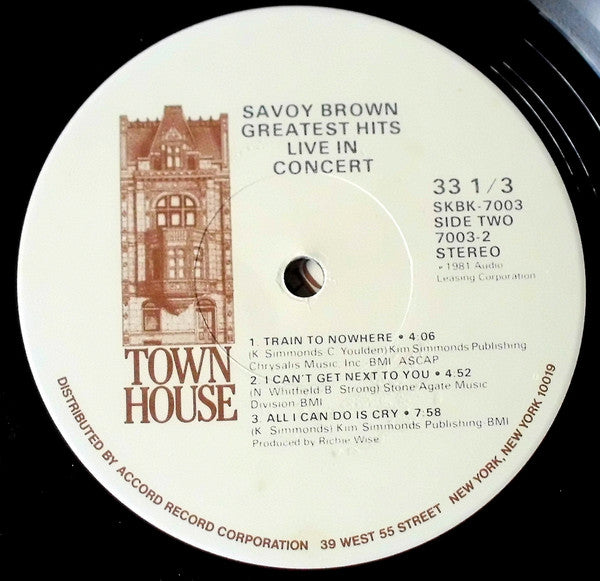 SAVOY BROWN
GREATEST HITS
LIVE IN
CONCERT
33 1/3
SKBK-7003
SIDE TWO
7003-2
STEREO
℗ 1981 Audio
Leasing Corporation
TOWN
HOUSE
1. TRAIN TO NOWHERE • 4:06
(K. Simmonds C. Youlden) Kim Simmonds Publishing
Chrysalis Music, Inc. BMI ASCAP
2. I CAN'T GET NEXT TO YOU • 4:52
(N. Whitfield B. Strong) Stone Agate Music
Division-BMI
3. ALL I CAN DO IS CRY • 7:58
(K. Simmonds) Kim Simmonds Publishing-BMI
Produced by Richie Wise
DISTRIBUTED BY ACCORD RECORD CORPORATION 39 WEST 55 STREET NEW YORK, NEW YORK 10019